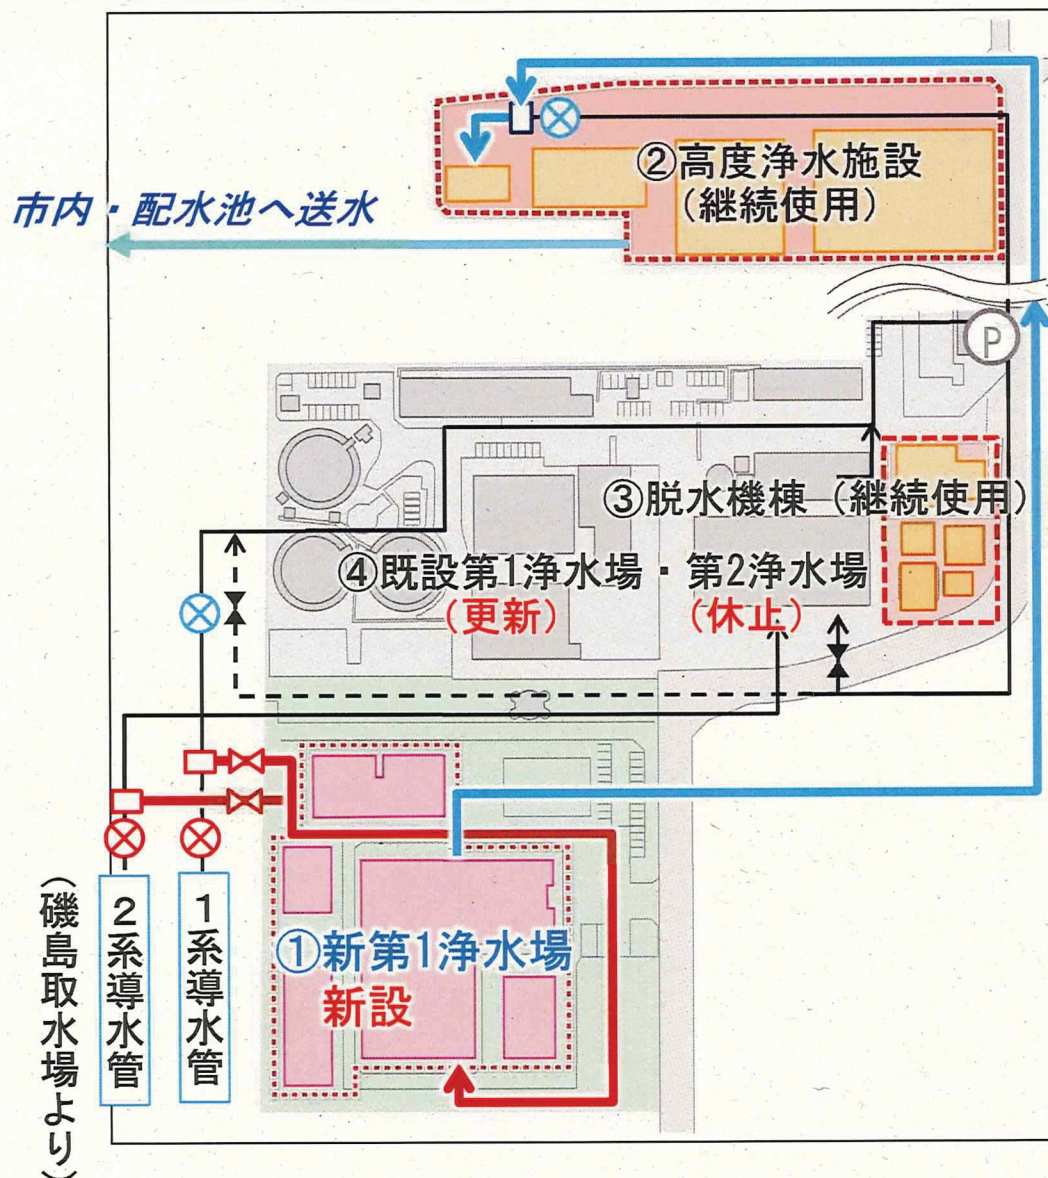 ②高度浄水施設
(継続使用)
市内・配水池へ送水
P
③脱水機棟(継続使用)
④既設第1浄水場・第2浄水場
(更新)
(休止)
①新第1浄水場
新設
1系導水管
2系導水管
(磯島取水場より)